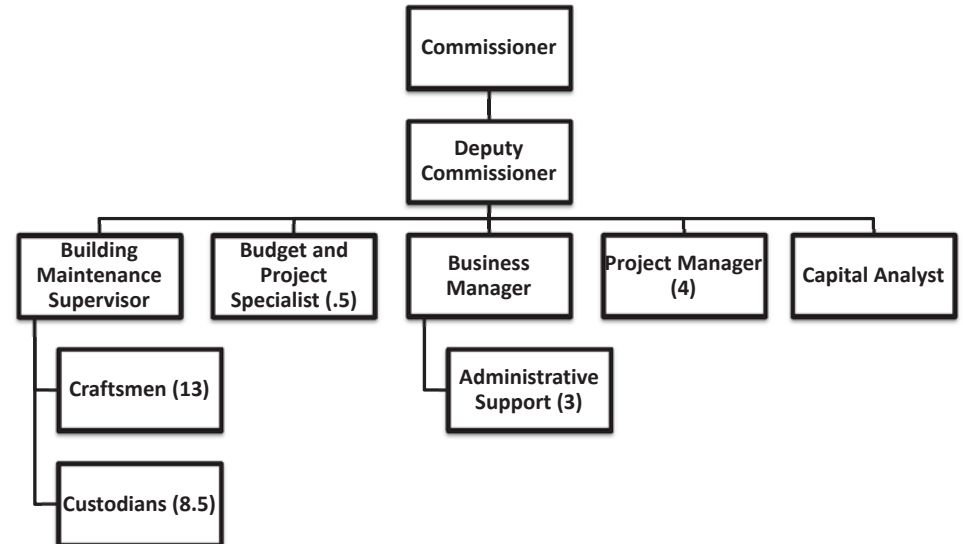 Commissioner
Deputy
Commissioner
Building
Maintenance
Supervisor
Budget and
Project
Specialist (.5)
Business
Manager
Project Manager
(4)
Capital Analyst
Craftsmen (13)
Administrative
Support (3)
Custodians (8.5)